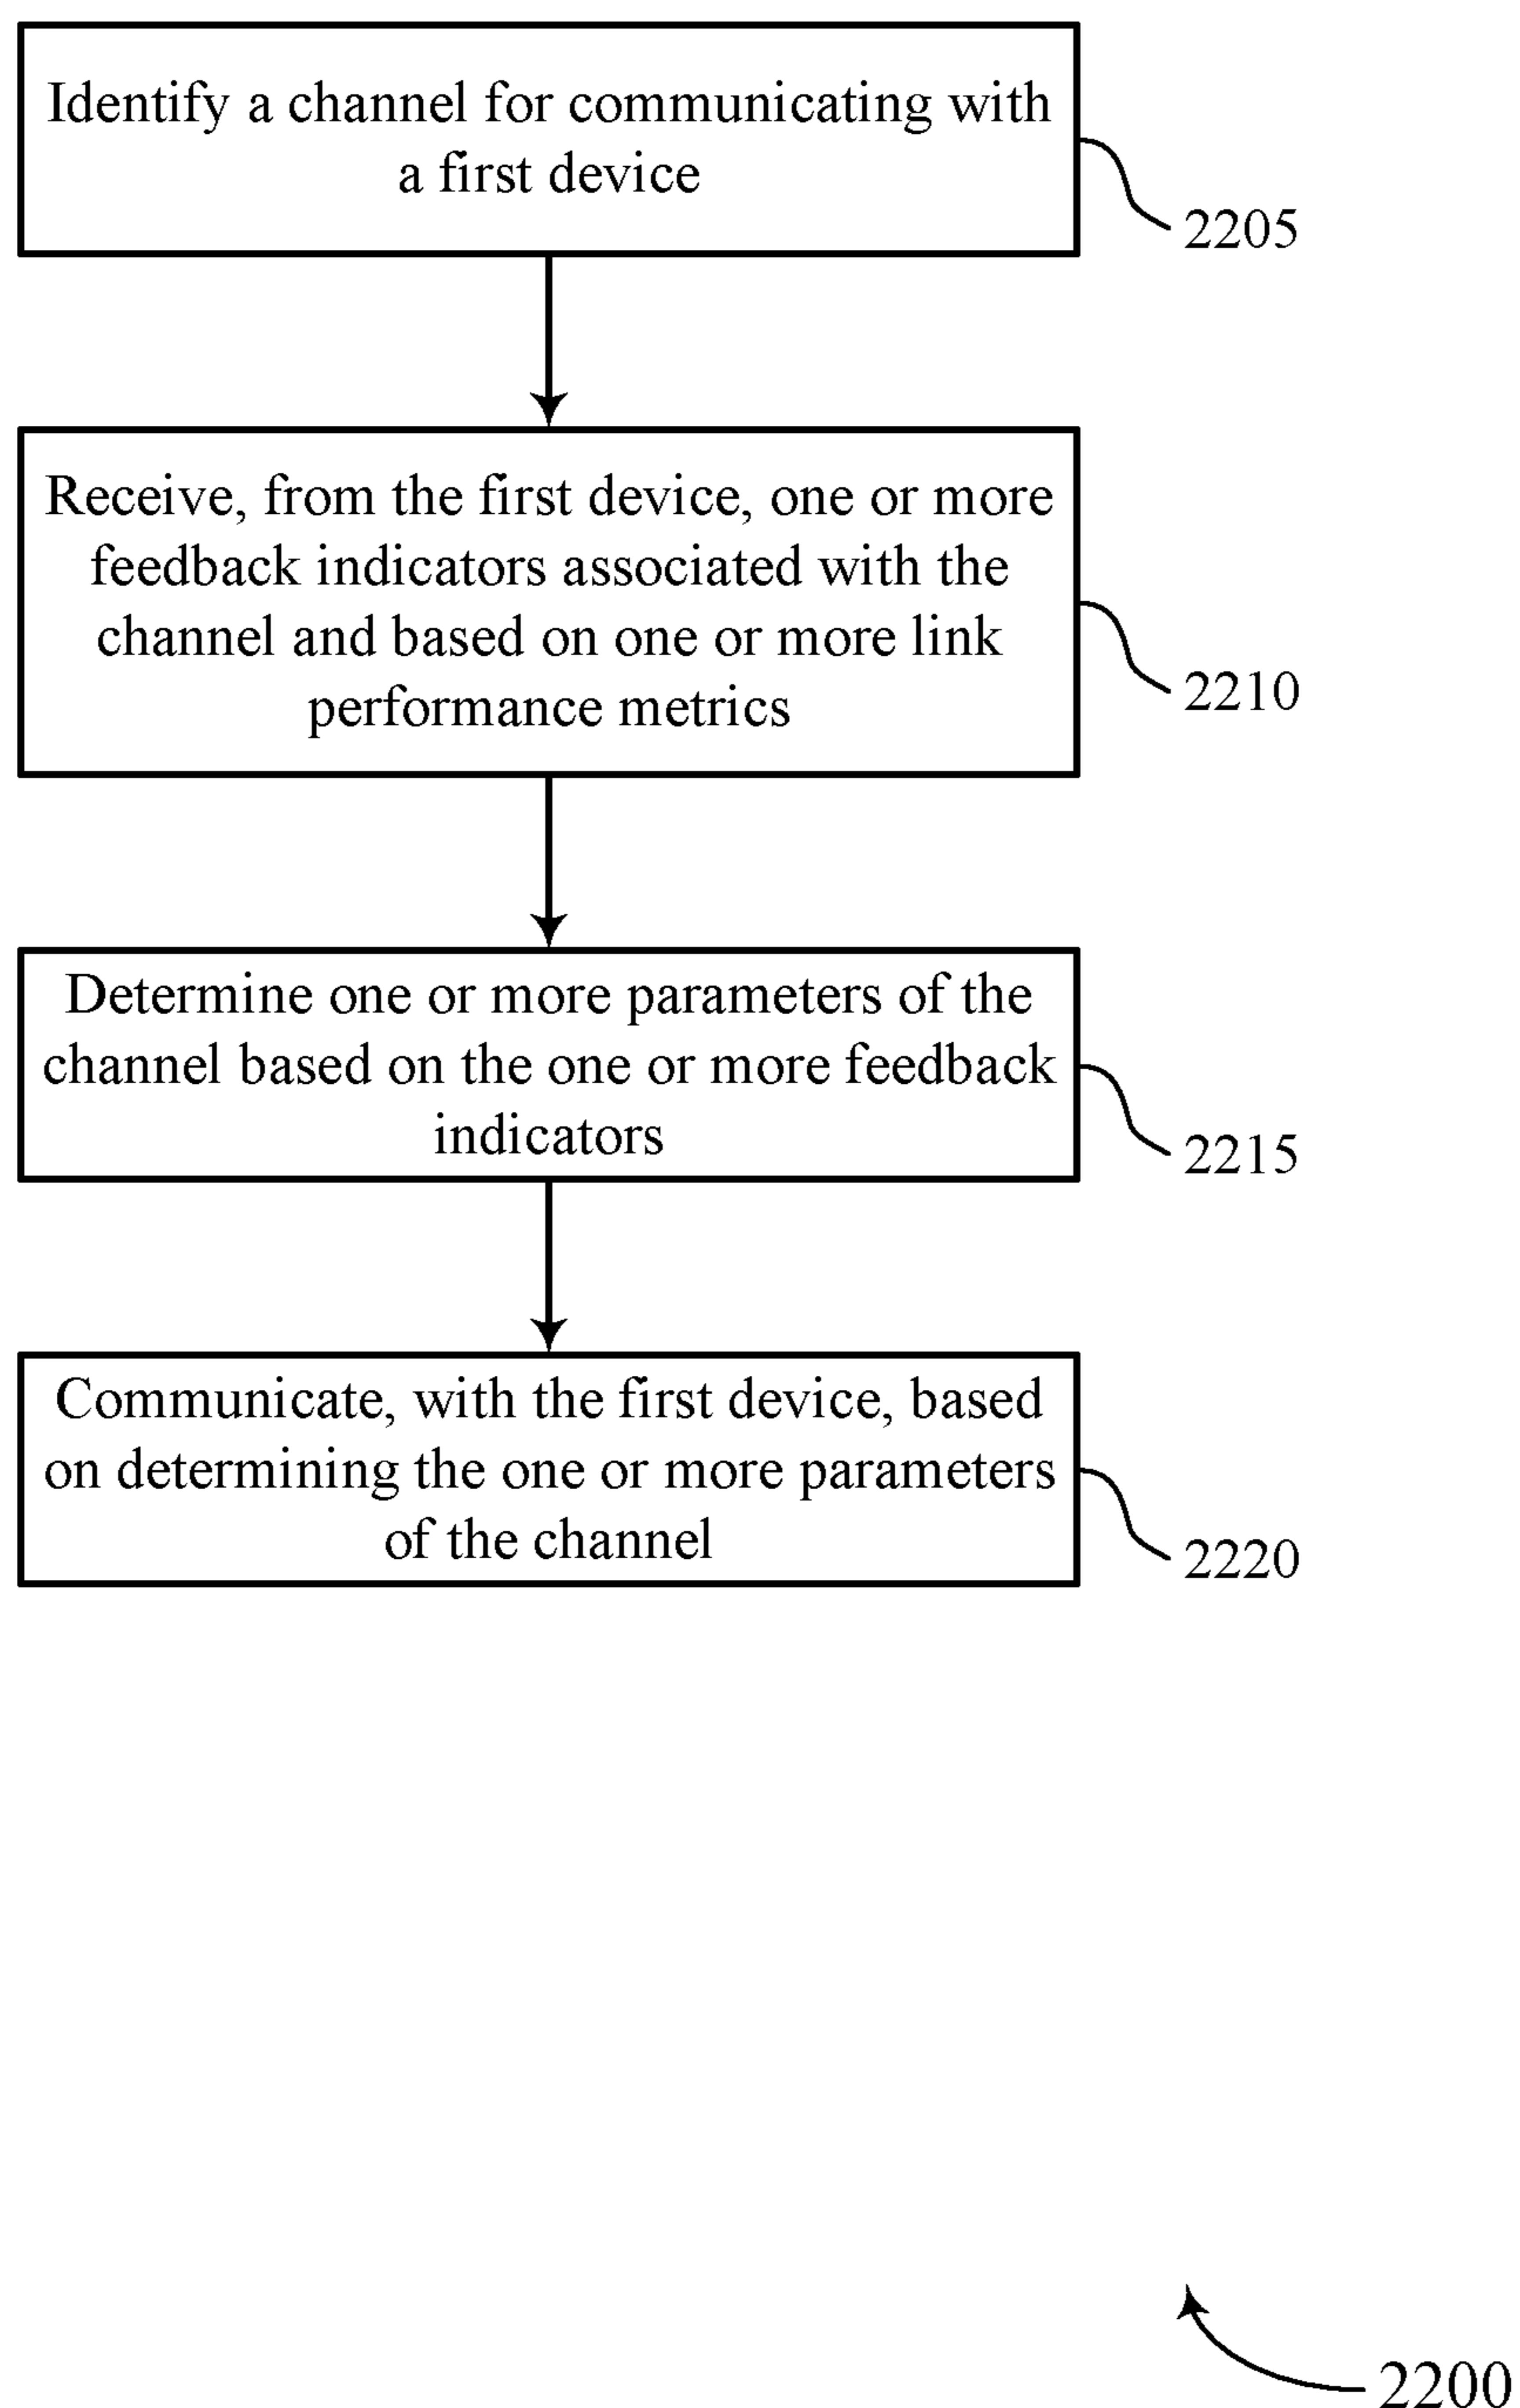 Identify a channel for communicating with
a first device
2205
Receive, from the first device, one or more
feedback indicators associated with the
channel and based on one or more link
performance metrics
2210
Determine one or more parameters of the
channel based on the one or more feedback
indicators
2215
Communicate, with the first device, based
on determining the one or more parameters
of the channel
2220
2200